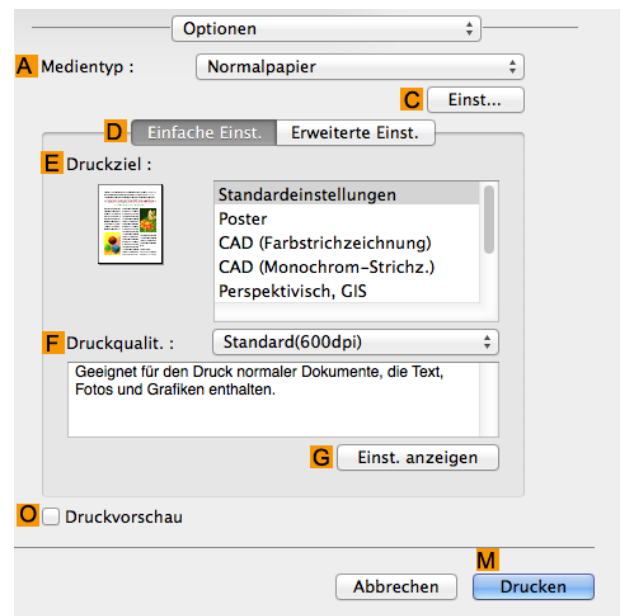 Optionen
A Medientyp : Normalpapier
C Einst...
D Einfache Einst. Erweiterte Einst.
E Druckziel :
Standardeinstellungen
Poster
CAD (Farbstrichzeichnung)
CAD (Monochrom-Strichz.)
Perspektivisch, GIS
F Druckqualit. : Standard(600dpi)
Geeignet für den Druck normaler Dokumente, die Text,
Fotos und Grafiken enthalten.
G Einst. anzeigen
O Druckvorschau
M
Abbrechen Drucken